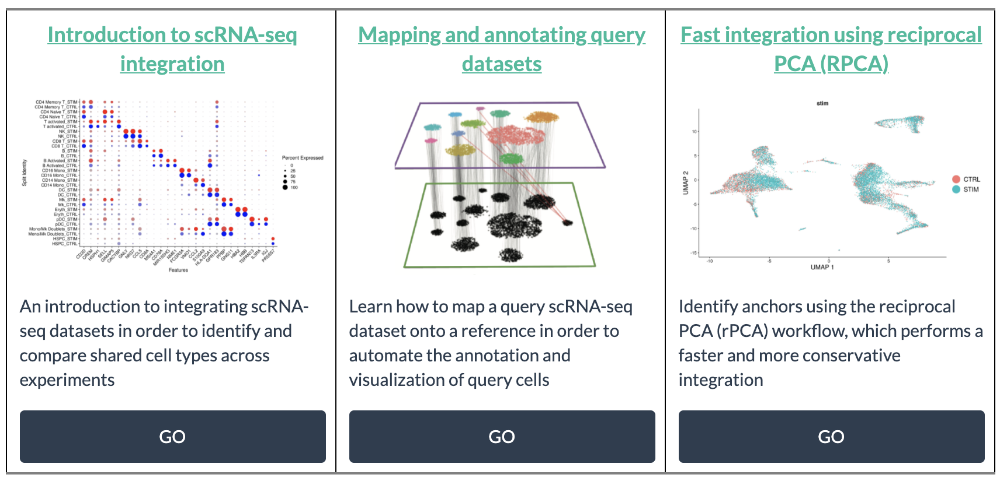 Introduction to scRNA-seq
integration
CD4 Memory T_STIM
CD4 Memory T_CTRL
CD4 Naive T_STIM
CD4 Naive T_CTRL
T activated_STIM
T activated_CTRL
NK_STIM
NK_CTRL
CD8 T_STIM
CD8 T_CTRL
B_STIM
B_CTRL
B Activated_STIM
B Activated_CTRL
CD16 Mono_STIM
CD16 Mono_CTRL
CD14 Mono_STIM
CD14 Mono_CTRL
DC_STIM
DC_CTRL
Mk_STIM
Mk_CTRL
Eryth_STIM
Eryth_CTRL
pDC_STIM
pDC_CTRL
Mono/Mk Doublets_STIM
Mono/Mk Doublets_CTRL
HSPC_STIM
HSPC_CTRL
Split Identity
CD3D
CREM
HSPH1
SELL
GIMAP5
CACYBP
GNLY
NKG7
CCL5
CD8A
MS4A1
CD79A
MIR155HG
NME1
FCGR3A
VMO1
CCL2
S100A9
HLA-DQA1
GPR183
PPBP
GNG11
HBA2
HBB
TSPAN13
IL3RA
IGJ
PRSS57
Features
Percent Expressed
0
25
50
75
100
An introduction to integrating scRNA-
seq datasets in order to identify and
compare shared cell types across
experiments
GO
Mapping and annotating query
datasets
Learn how to map a query scRNA-seq
dataset onto a reference in order to
automate the annotation and
visualization of query cells
GO
Fast integration using reciprocal
PCA (RPCA)
stim
10
5
0
-5
-10
-15
UMAP 2
-10
-5
0
5
UMAP 1
CTRL
STIM
Identify anchors using the reciprocal
PCA (rPCA) workflow, which performs a
faster and more conservative
integration
GO